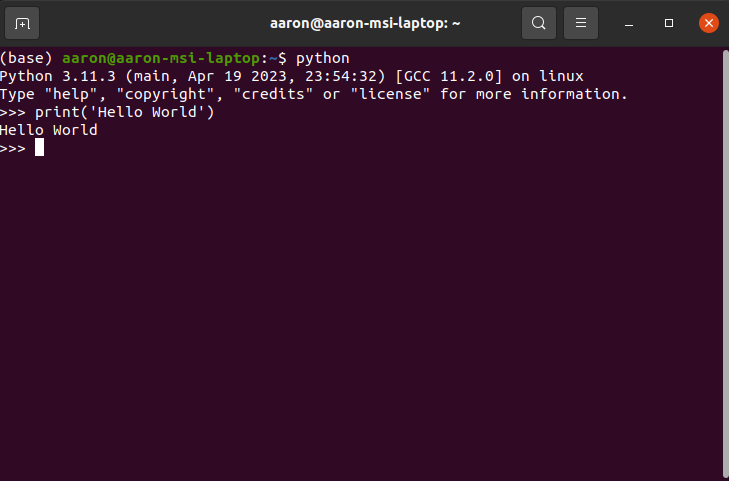 aaron@aaron-msi-laptop: ~
(base) aaron@aaron-msi-laptop:~$ python
Python 3.11.3 (main, Apr 19 2023, 23:54:32) [GCC 11.2.0] on linux
Type "help", "copyright", "credits" or "license" for more information.
>>> print('Hello World')
Hello World
>>>